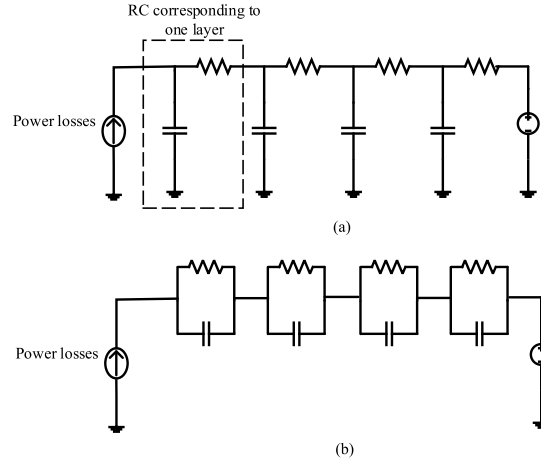 RC corresponding to
one layer
Power losses
(a)
Power losses
(b)